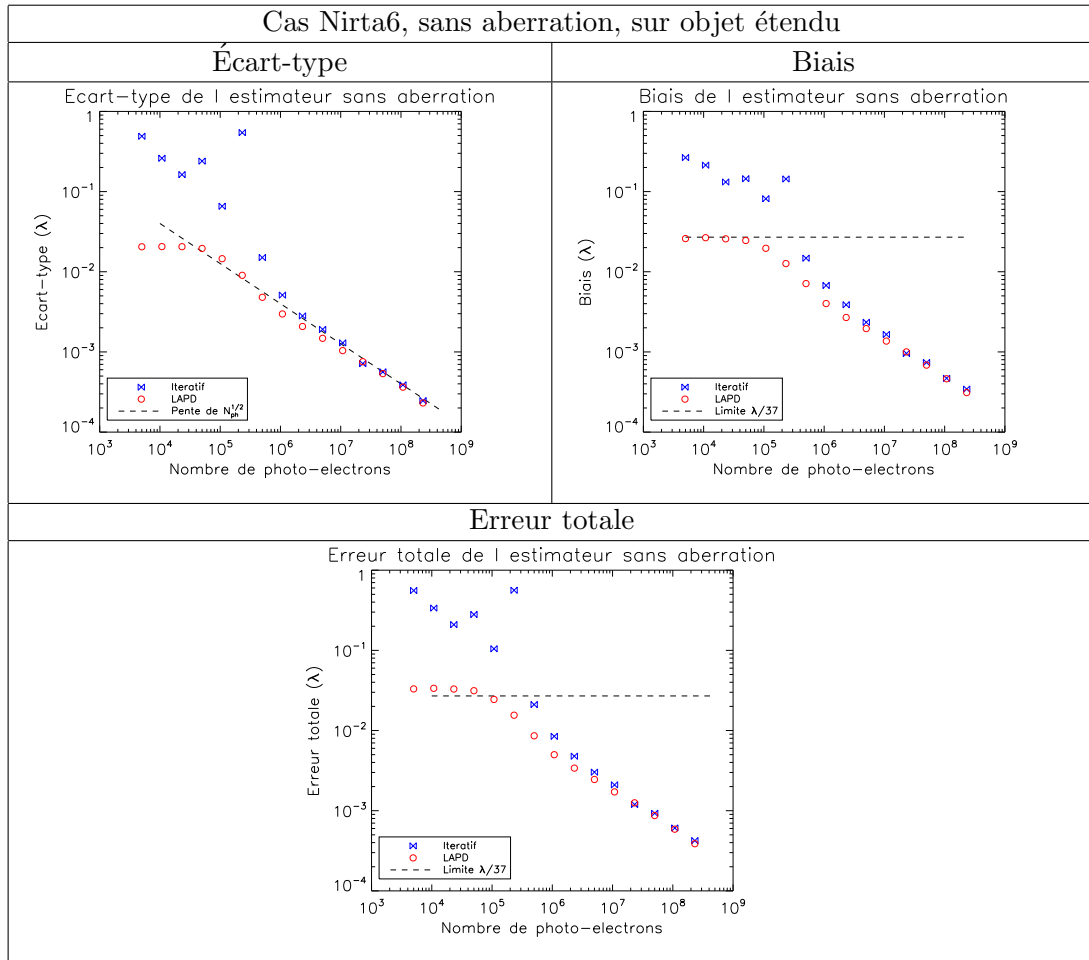 Cas Nirta6, sans aberration, sur objet étendu
Écart-type
Biais
Ecart-type de l estimateur sans aberration
Ecart-type (λ)
1
10⁻¹
10⁻²
10⁻³
10⁻⁴
Iteratif
LAPD
Pente de N_ph^1/2
10³ 10⁴ 10⁵ 10⁶ 10⁷ 10⁸ 10⁹
Nombre de photo-electrons
Biais de l estimateur sans aberration
Biais (λ)
1
10⁻¹
10⁻²
10⁻³
10⁻⁴
Iteratif
LAPD
Limite λ/37
10³ 10⁴ 10⁵ 10⁶ 10⁷ 10⁸ 10⁹
Nombre de photo-electrons
Erreur totale
Erreur totale de l estimateur sans aberration
Erreur totale (λ)
1
10⁻¹
10⁻²
10⁻³
10⁻⁴
Iteratif
LAPD
Limite λ/37
10³ 10⁴ 10⁵ 10⁶ 10⁷ 10⁸ 10⁹
Nombre de photo-electrons